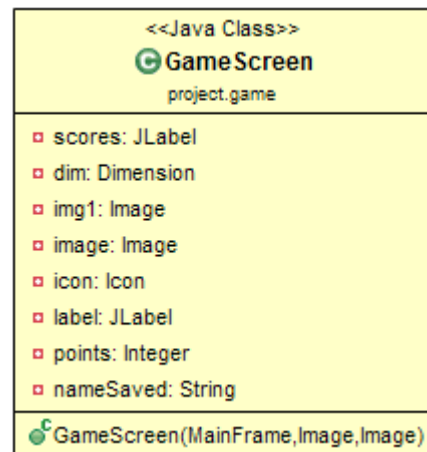 <<Java Class>>
C GameScreen
project.game
scores: JLabel
dim: Dimension
img1: Image
image: Image
icon: Icon
label: JLabel
points: Integer
nameSaved: String
C GameScreen(MainFrame,Image,Image)